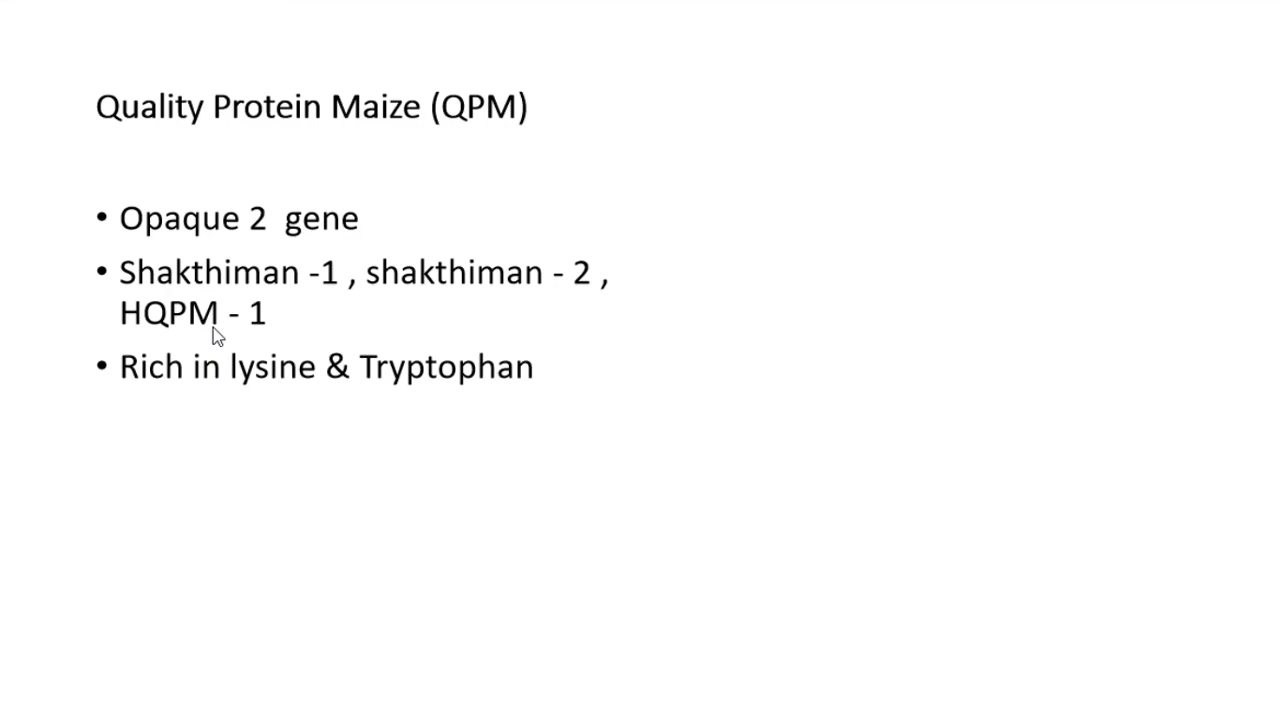 Quality Protein Maize (QPM)
• Opaque 2  gene
• Shakthiman -1 , shakthiman - 2 ,
HQPM - 1
• Rich in lysine & Tryptophan